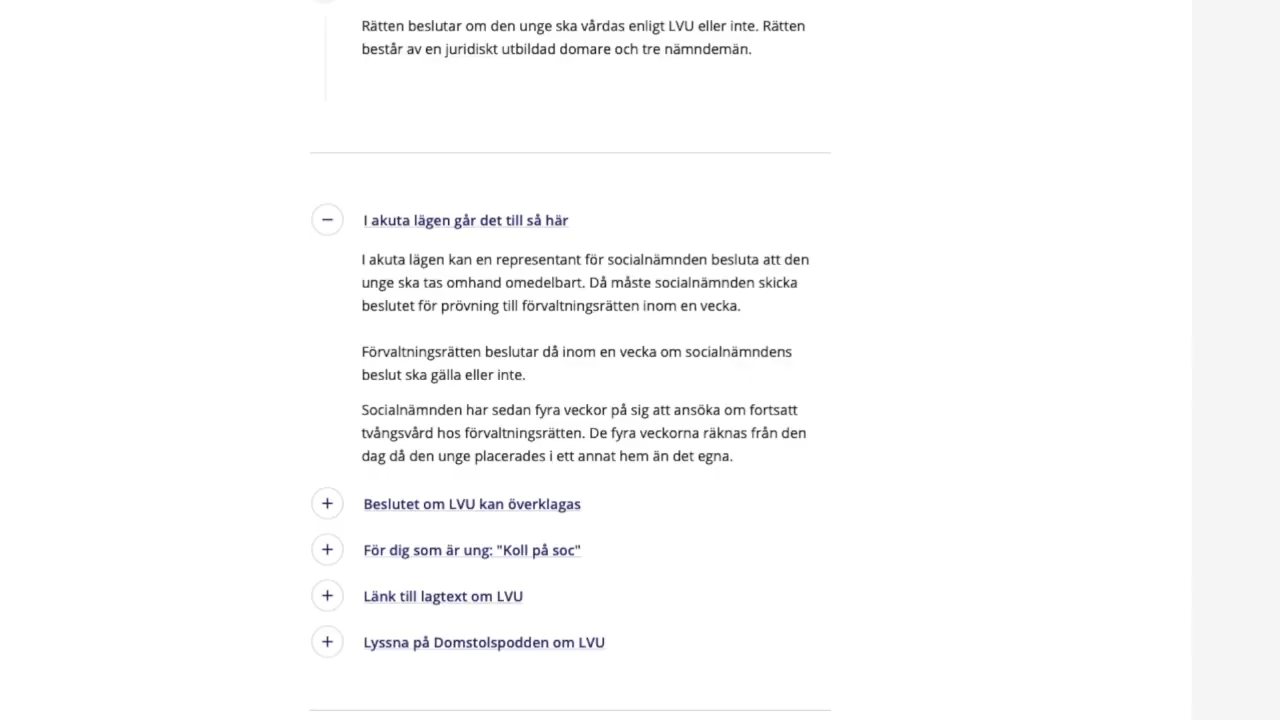 Rätten beslutar om den unge ska vårdas enligt LVU eller inte. Rätten
består av en juridiskt utbildad domare och tre nämndemän.
I akuta lägen går det till så här
I akuta lägen kan en representant för socialnämnden besluta att den
unge ska tas omhand omedelbart. Då måste socialnämnden skicka
beslutet för prövning till förvaltningsrätten inom en vecka.
Förvaltningsrätten beslutar då inom en vecka om socialnämndens
beslut ska gälla eller inte.
Socialnämnden har sedan fyra veckor på sig att ansöka om fortsatt
tvångsvård hos förvaltningsrätten. De fyra veckorna räknas från den
dag då den unge placerades i ett annat hem än det egna.
Beslutet om LVU kan överklagas
För dig som är ung: "Koll på soc"
Länk till lagtext om LVU
Lyssna på Domstolspodden om LVU